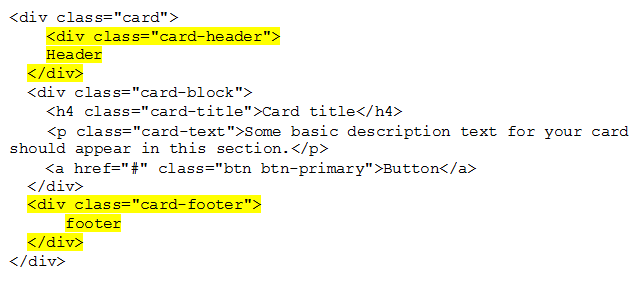 <div class="card">
<div class="card-header">
Header
</div>
<div class="card-block">
<h4 class="card-title">Card title</h4>
<p class="card-text">Some basic description text for your card
should appear in this section.</p>
<a href="#" class="btn btn-primary">Button</a>
</div>
<div class="card-footer">
footer
</div>
</div>